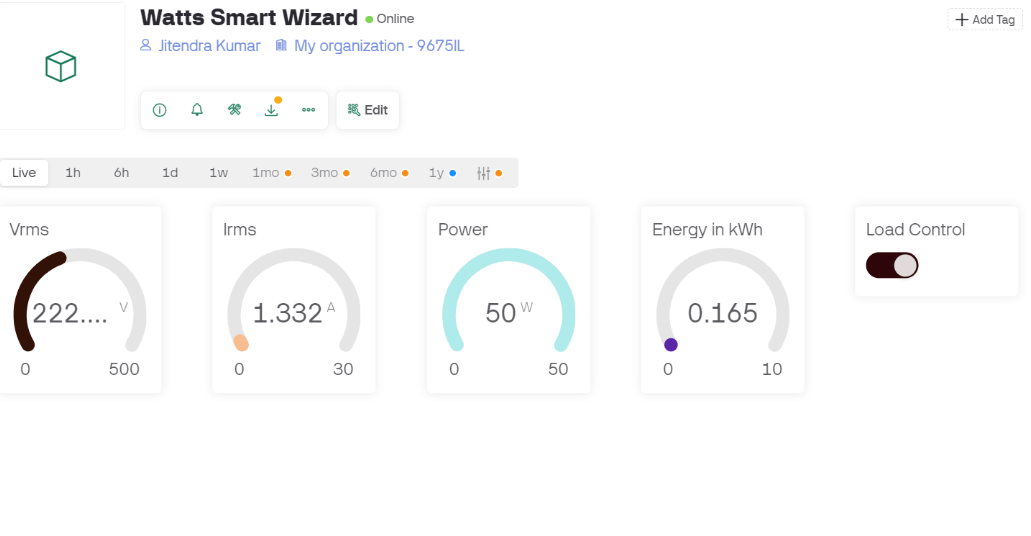 Watts Smart Wizard Online
Add Tag
Jitendra Kumar My organization - 9675IL
Edit
Live 1h 6h 1d 1w 1mo 3mo 6mo 1y
Vrms Irms Power Energy in kWh Load Control
222.... V 1.332 A 50 W 0.165
0 500 0 30 0 50 0 10